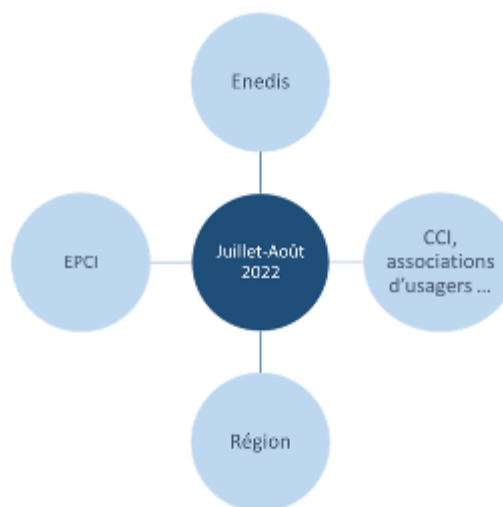 Enedis
EPCI
Juillet-Août
2022
CCI,
associations
d'usagers ...
Région